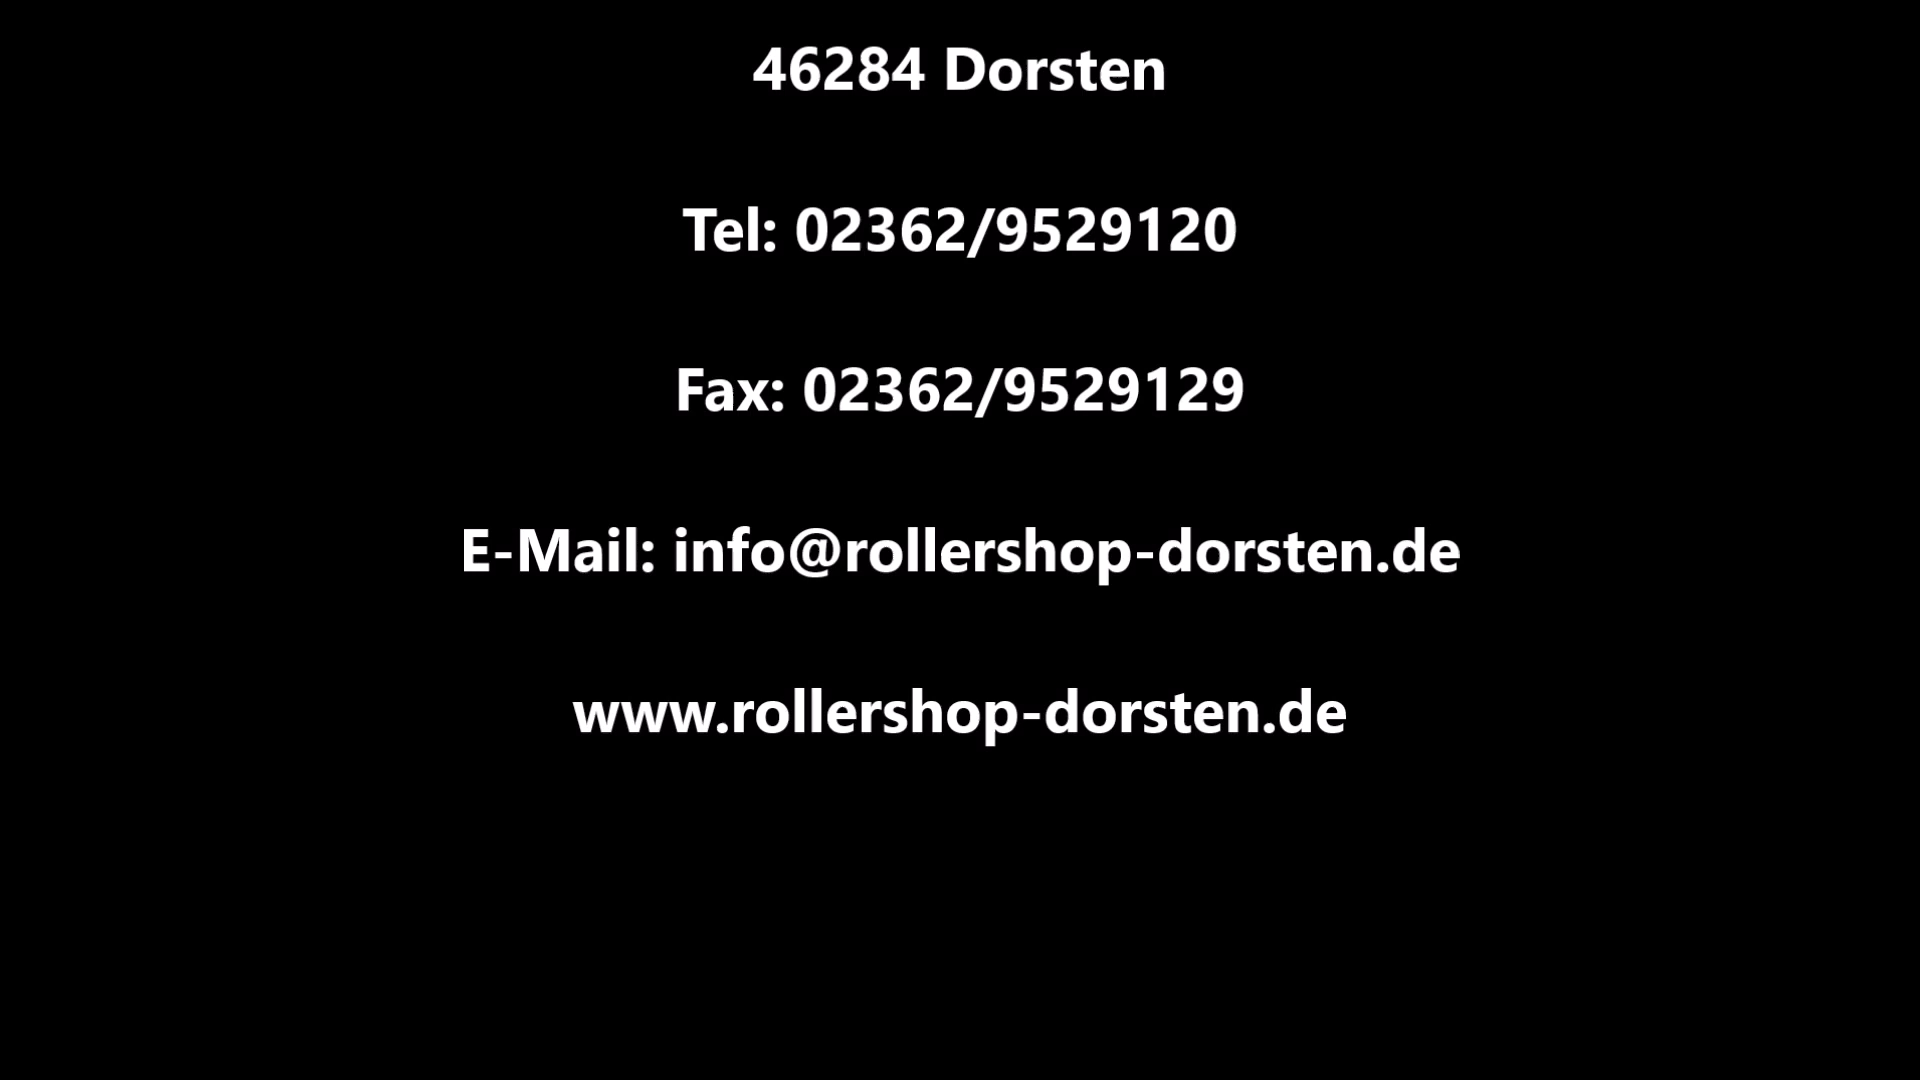 46284 Dorsten
Tel: 02362/9529120
Fax: 02362/9529129
E-Mail: info@rollershop-dorsten.de
www.rollershop-dorsten.de